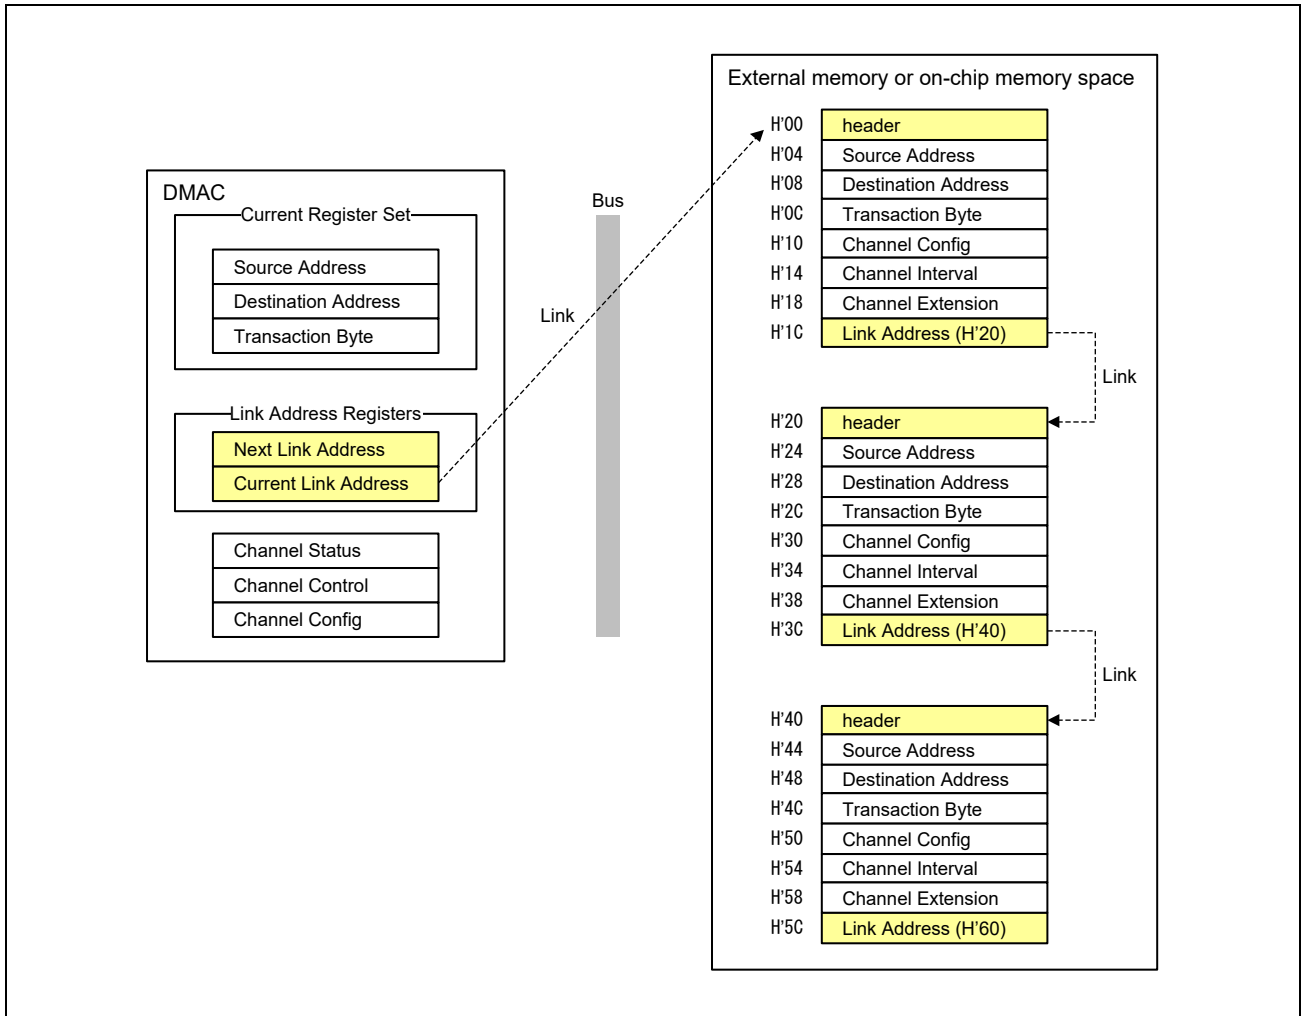 External memory or on-chip memory space
DMAC
Current Register Set
Source Address
Destination Address
Transaction Byte
Link Address Registers
Next Link Address
Current Link Address
Channel Status
Channel Control
Channel Config
Bus
Link
H'00 header
H'04 Source Address
H'08 Destination Address
H'0C Transaction Byte
H'10 Channel Config
H'14 Channel Interval
H'18 Channel Extension
H'1C Link Address (H'20)
Link
H'20 header
H'24 Source Address
H'28 Destination Address
H'2C Transaction Byte
H'30 Channel Config
H'34 Channel Interval
H'38 Channel Extension
H'3C Link Address (H'40)
Link
H'40 header
H'44 Source Address
H'48 Destination Address
H'4C Transaction Byte
H'50 Channel Config
H'54 Channel Interval
H'58 Channel Extension
H'5C Link Address (H'60)